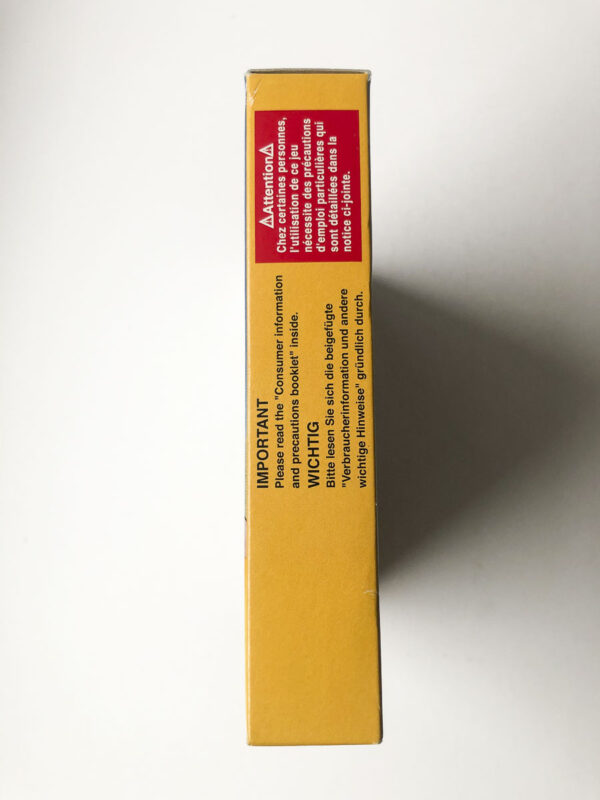 IMPORTANT
Please read the "Consumer information
and precautions booklet" inside.
WICHTIG
Bitte lesen Sie sich die beigefügte
"Verbraucherinformation und andere
wichtige Hinweise" gründlich durch.
⚠Attention⚠
Chez certaines personnes,
l'utilisation de ce jeu
nécessite des précautions
d'emploi particulières qui
sont détaillées dans la
notice ci-jointe.